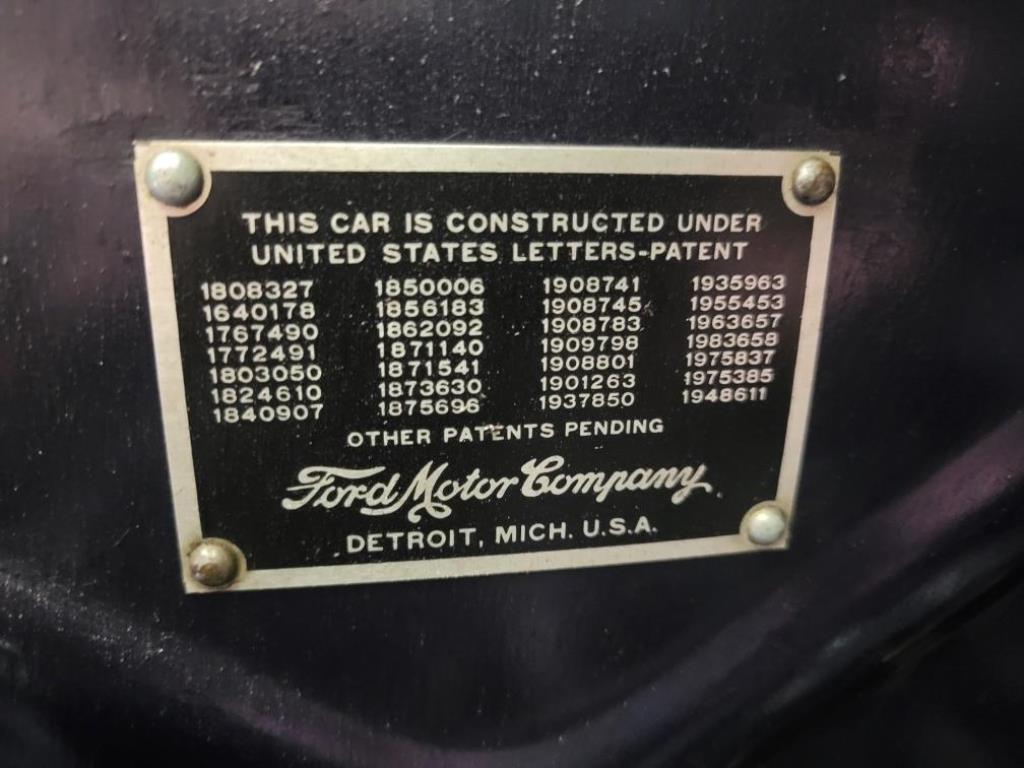 THIS CAR IS CONSTRUCTED UNDER
UNITED STATES LETTERS-PATENT
1808327 1850006 1908741 1935963
1640178 1856183 1908745 1955453
1767490 1862092 1908783 1963657
1772491 1871140 1909798 1983658
1803050 1871541 1908801 1975837
1824610 1873630 1901263 1975385
1840907 1875696 1937850 1948611
OTHER PATENTS PENDING
Ford Motor Company
DETROIT, MICH. U.S.A.